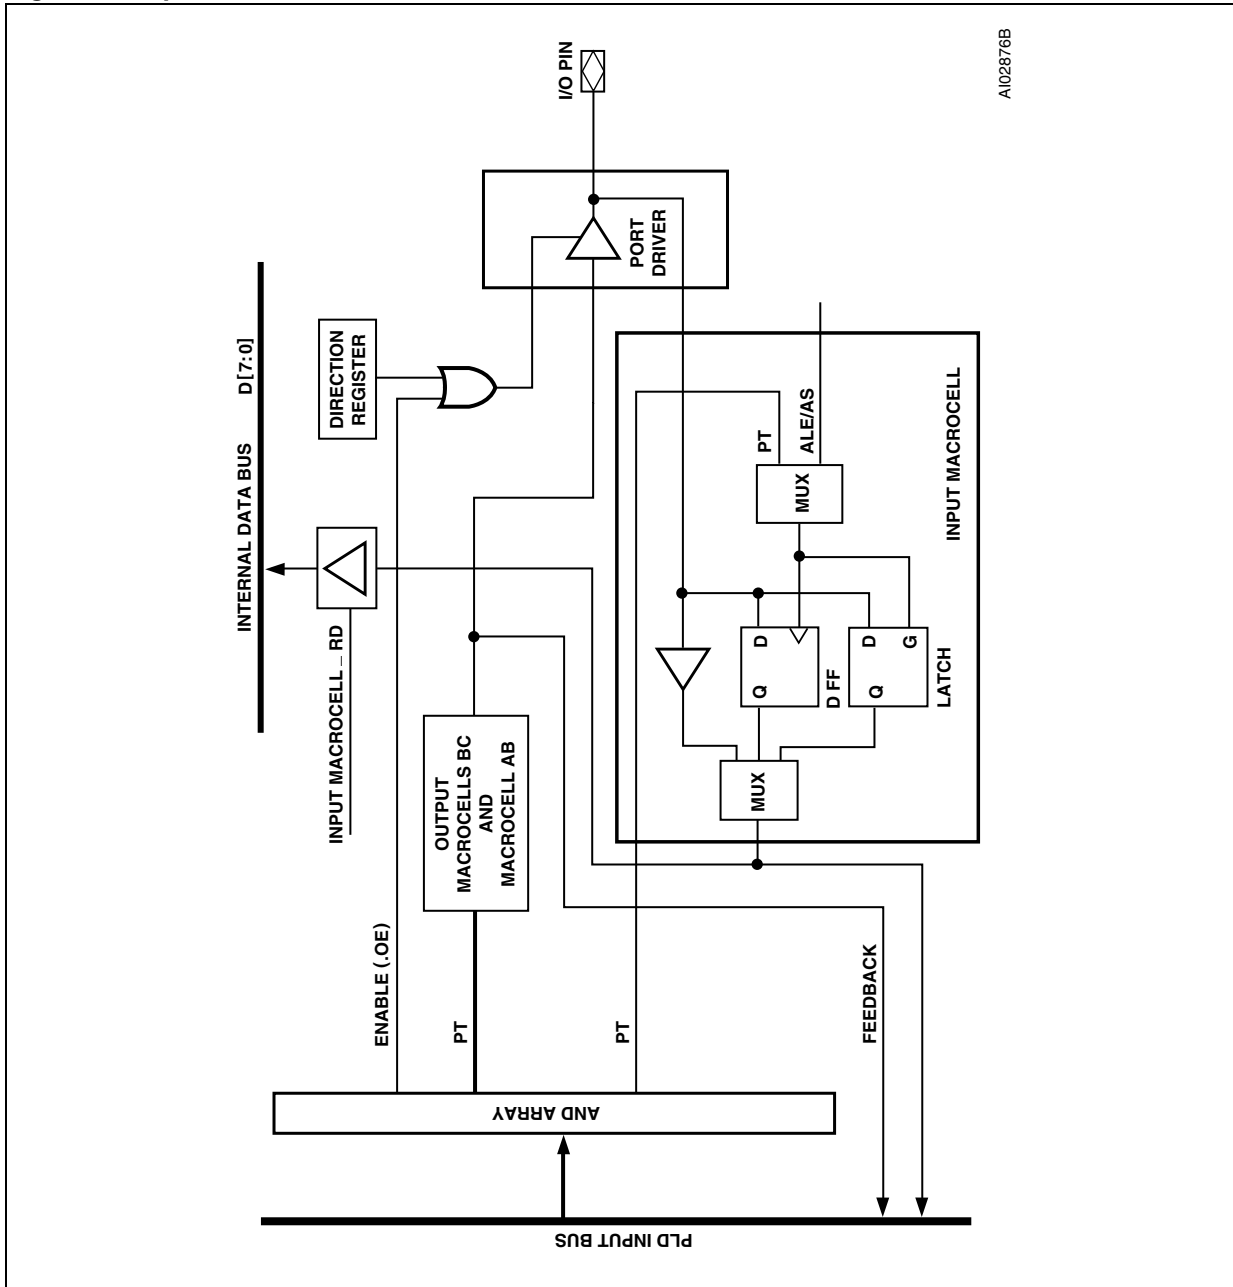 INTERNAL DATA BUS D[7:0]
INPUT MACROCELL _ RD
DIRECTION
REGISTER
ENABLE (.OE)
OUTPUT
MACROCELLS BC
AND
MACROCELL AB
PT
I/O PIN
PORT
DRIVER
PT
PT
ALE/AS
MUX
D
Q
D FF
D
G
Q
LATCH
MUX
INPUT MACROCELL
FEEDBACK
AND ARRAY
PLD INPUT BUS
AI02876B